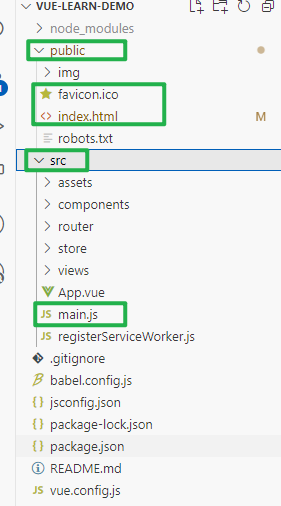 VUE-LEARN-DEMO
node_modules
public
img
favicon.ico
<> index.html M
robots.txt
src
assets
components
router
store
views
App.vue
JS main.js
JS registerServiceWorker.js
.gitignore
babel.config.js
{} jsconfig.json
{} package-lock.json
{} package.json
README.md
JS vue.config.js